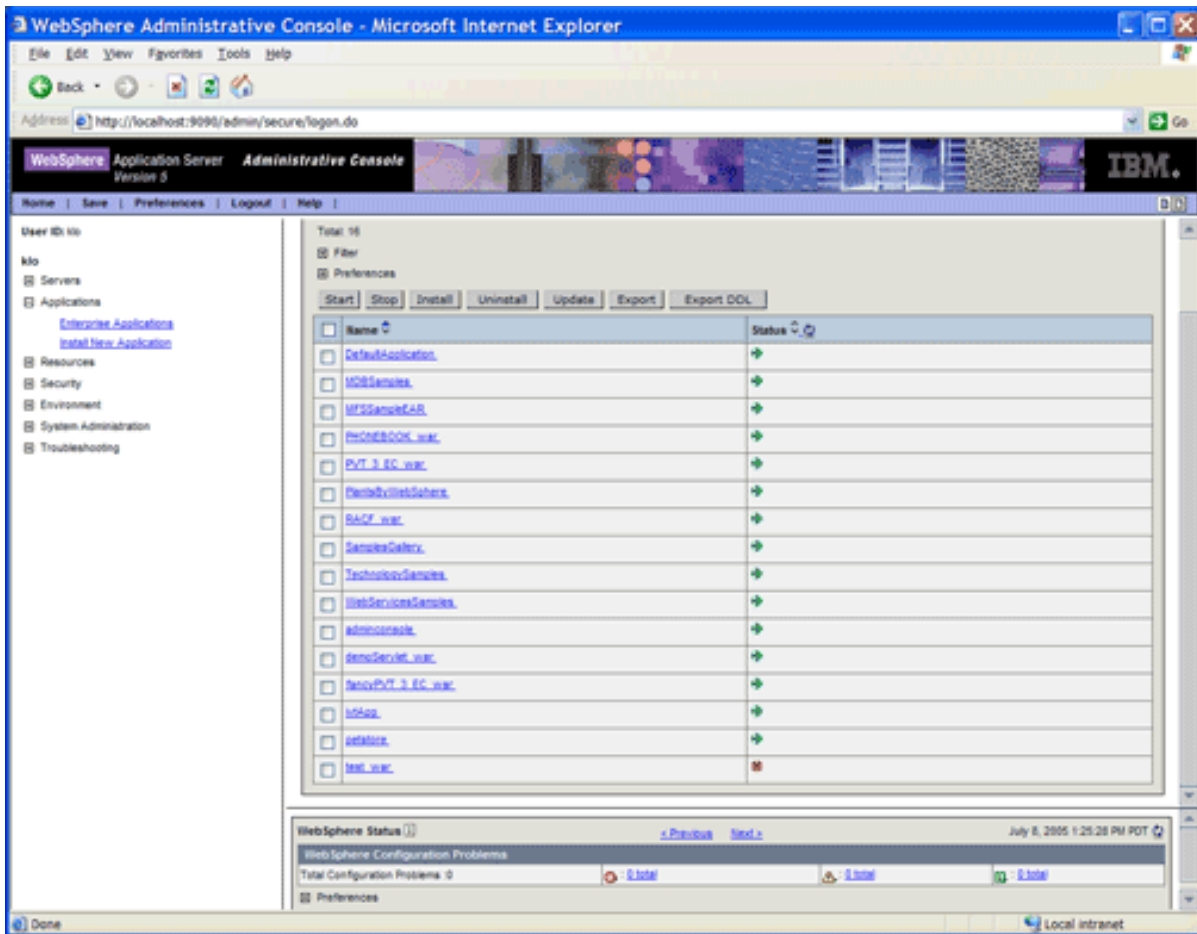 WebSphere Administrative Console - Microsoft Internet Explorer
File Edit View Favorites Tools Help
Back
Address http://localhost:9090/admin/secure/logon.do Go
WebSphere Application Server Administrative Console
Version 5
IBM.
Home | Save | Preferences | Logout | Help |
User ID: klo
klo
Servers
Applications
Enterprise Applications
Install New Application
Resources
Security
Environment
System Administration
Troubleshooting
Total: 16
Filter
Preferences
Start Stop Install Uninstall Update Export Export DDL
Name Status
DefaultApplication
MDBSamples
MFSSampleEAR
PHONEBOOK_war
PVT_3_EC_war
PlantsByWebSphere
RACF_war
SamplesGallery
TechnologySamples
WebServicesSamples
adminconsole
demoServlet_war
fancyPVT_3_EC_war
ivtApp
petstore
test_war
WebSphere Status < Previous Next > July 8, 2005 1:25:28 PM PDT
WebSphere Configuration Problems
Total Configuration Problems :0 : 0 total : 0 total : 0 total
Preferences
Done Local intranet